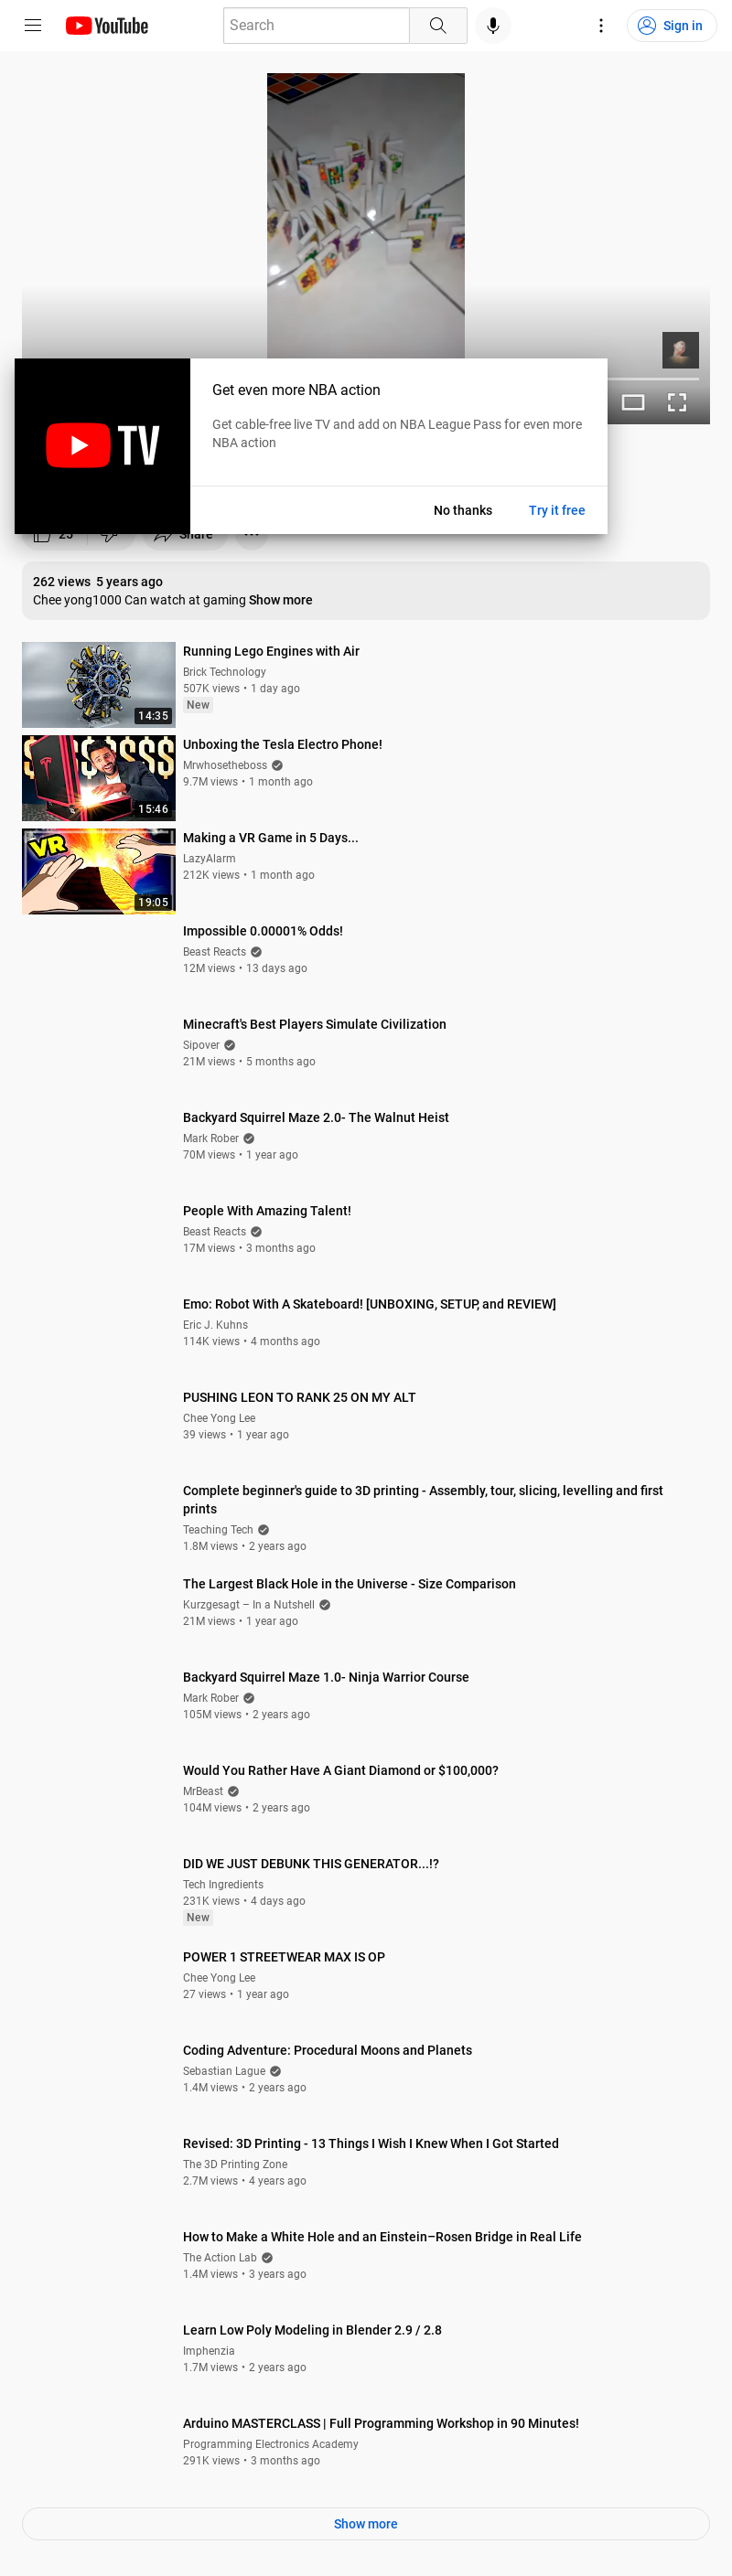 YouTube
Search
Sign in
TV
Get even more NBA action
Get cable-free live TV and add on NBA League Pass for even more
NBA action
No thanks
Try it free
25
Share
262 views 5 years ago
Chee yong1000 Can watch at gaming Show more
Running Lego Engines with Air
Brick Technology
507K views • 1 day ago
New
14:35
Unboxing the Tesla Electro Phone!
Mrwhosetheboss
9.7M views • 1 month ago
15:46
VR
Making a VR Game in 5 Days...
LazyAlarm
212K views • 1 month ago
19:05
Impossible 0.00001% Odds!
Beast Reacts
12M views • 13 days ago
Minecraft's Best Players Simulate Civilization
Sipover
21M views • 5 months ago
Backyard Squirrel Maze 2.0- The Walnut Heist
Mark Rober
70M views • 1 year ago
People With Amazing Talent!
Beast Reacts
17M views • 3 months ago
Emo: Robot With A Skateboard! [UNBOXING, SETUP, and REVIEW]
Eric J. Kuhns
114K views • 4 months ago
PUSHING LEON TO RANK 25 ON MY ALT
Chee Yong Lee
39 views • 1 year ago
Complete beginner's guide to 3D printing - Assembly, tour, slicing, levelling and first
prints
Teaching Tech
1.8M views • 2 years ago
The Largest Black Hole in the Universe - Size Comparison
Kurzgesagt – In a Nutshell
21M views • 1 year ago
Backyard Squirrel Maze 1.0- Ninja Warrior Course
Mark Rober
105M views • 2 years ago
Would You Rather Have A Giant Diamond or $100,000?
MrBeast
104M views • 2 years ago
DID WE JUST DEBUNK THIS GENERATOR...!?
Tech Ingredients
231K views • 4 days ago
New
POWER 1 STREETWEAR MAX IS OP
Chee Yong Lee
27 views • 1 year ago
Coding Adventure: Procedural Moons and Planets
Sebastian Lague
1.4M views • 2 years ago
Revised: 3D Printing - 13 Things I Wish I Knew When I Got Started
The 3D Printing Zone
2.7M views • 4 years ago
How to Make a White Hole and an Einstein–Rosen Bridge in Real Life
The Action Lab
1.4M views • 3 years ago
Learn Low Poly Modeling in Blender 2.9 / 2.8
Imphenzia
1.7M views • 2 years ago
Arduino MASTERCLASS | Full Programming Workshop in 90 Minutes!
Programming Electronics Academy
291K views • 3 months ago
Show more